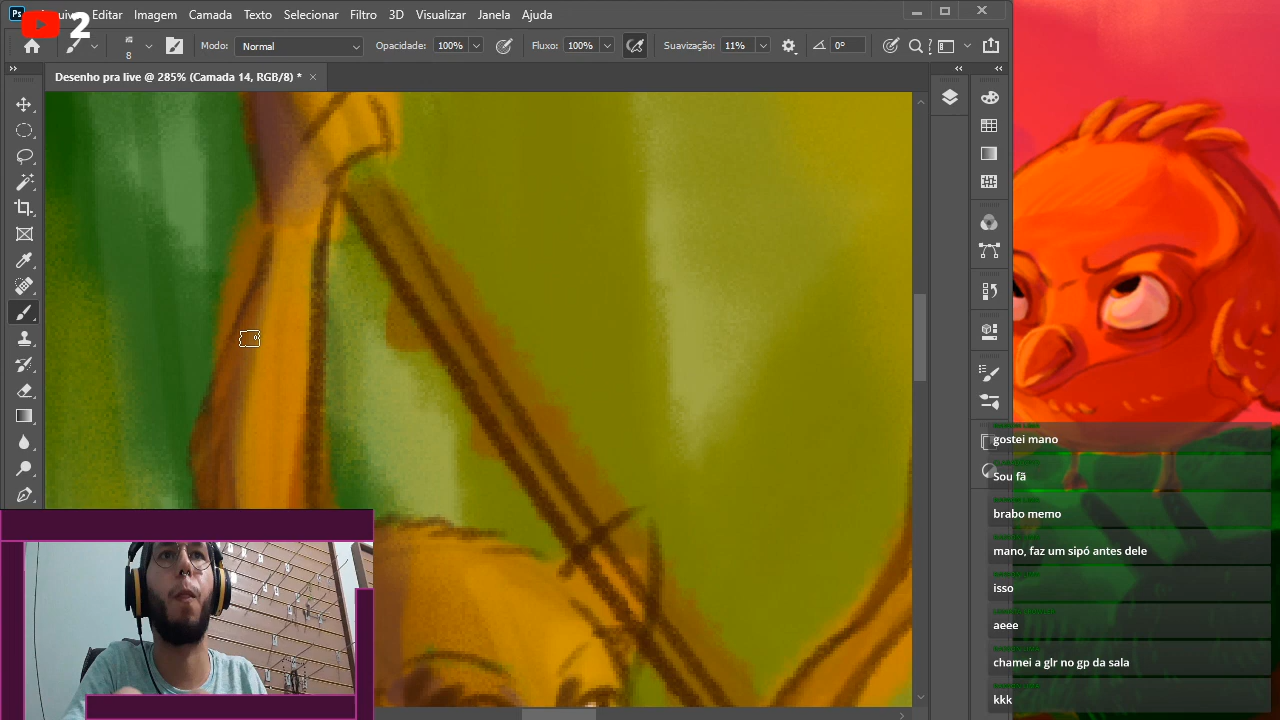 Ps Arquivo Editar Imagem Camada Texto Selecionar Filtro 3D Visualizar Janela Ajuda
2
8
Modo: Normal Opacidade: 100% Fluxo: 100% Suavização: 11% 0°
Desenho pra live @ 285% (Camada 14, RGB/8) *
gostei mano
Sou fã
brabo memo
mano, faz um sipó antes dele
isso
aeee
chamei a glr no gp da sala
kkk